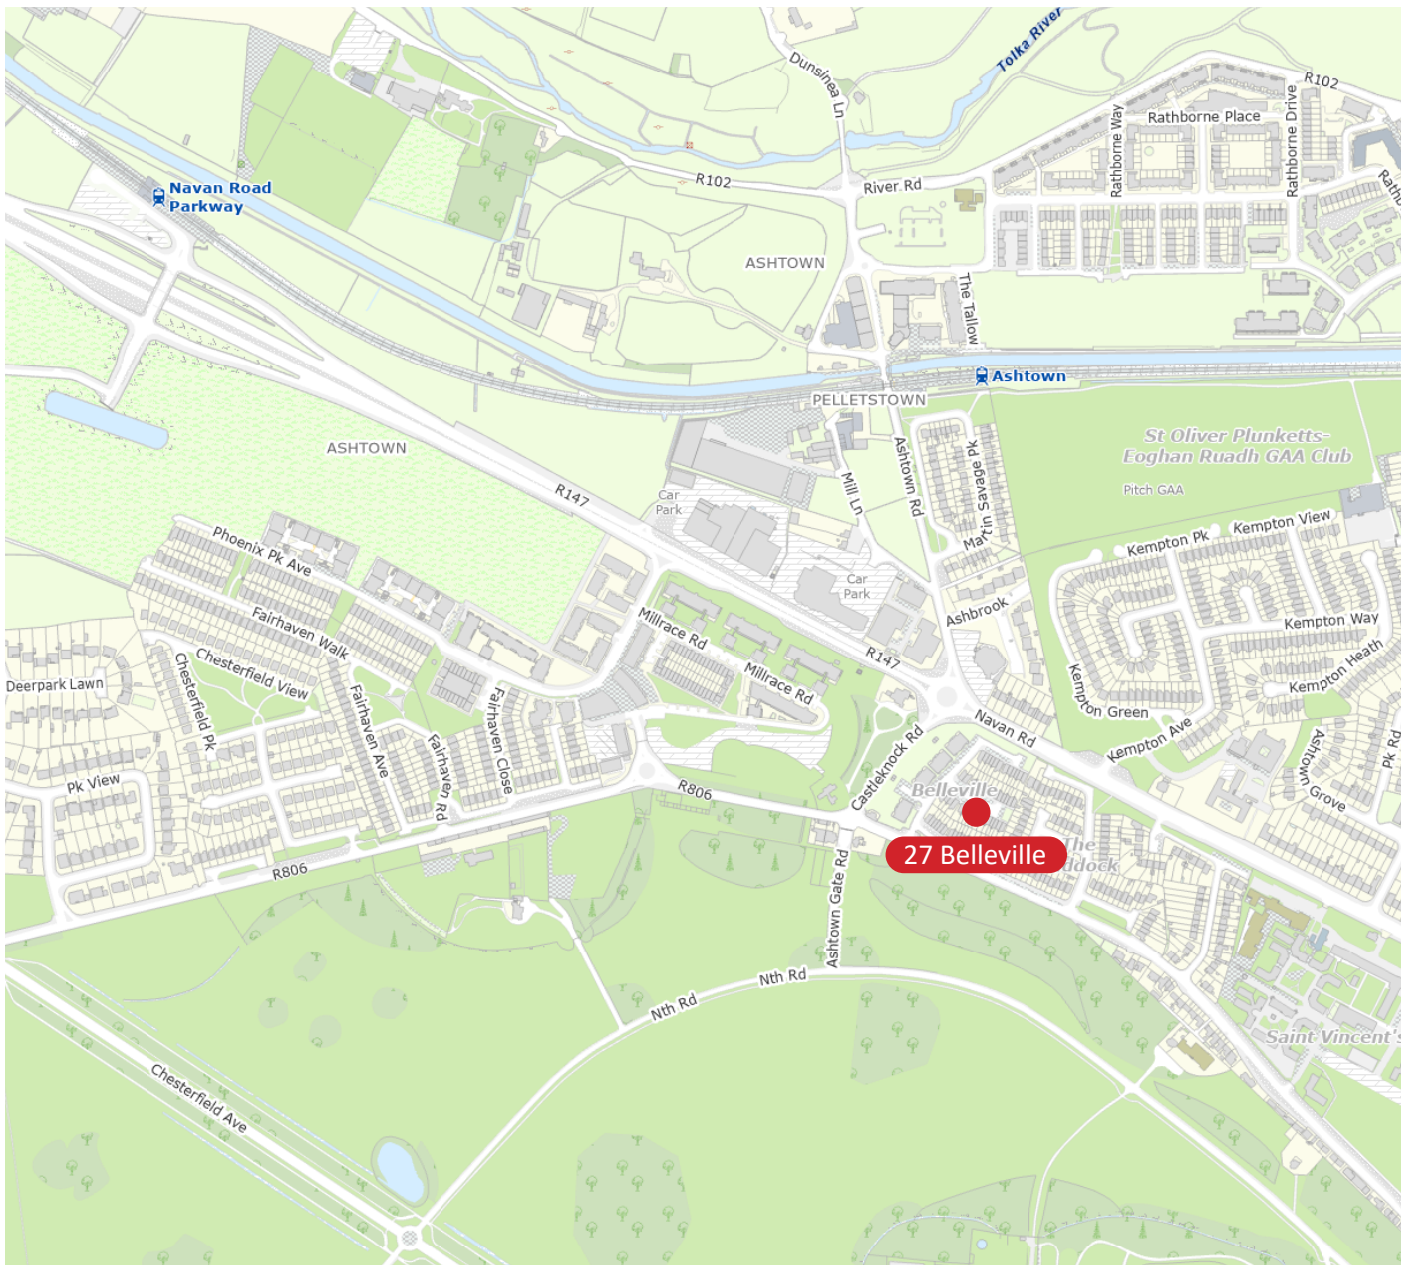 Tolka River
Dunsinea Ln
R102
Rathborne Way
Rathborne Place
Rathborne Drive
R102
River Rd
Navan Road
Parkway
ASHTOWN
The Tallow
Ashtown
PELLETSTOWN
St Oliver Plunketts-
Eoghan Ruadh GAA Club
Pitch GAA
ASHTOWN
R147
Car
Park
Mill Ln
Ashtown Rd
Martin Savage Pk
Kempton Pk
Kempton View
Phoenix Pk Ave
Car
Park
Ashbrook
Fairhaven Walk
Millrace Rd
Kempton Way
Chesterfield View
R147
Kempton Heath
Deerpark Lawn
Chesterfield Pk
Millrace Rd
Kempton Green
Fairhaven Ave
Fairhaven Close
Navan Rd
Kempton Ave
Fairhaven Rd
Castleknock Rd
Ashtown Grove
Pk Rd
Pk View
R806
Belleville
27 Belleville
The
R806
Ashtown Gate Rd
Nth Rd
Nth Rd
Saint Vincent's
Chesterfield Ave